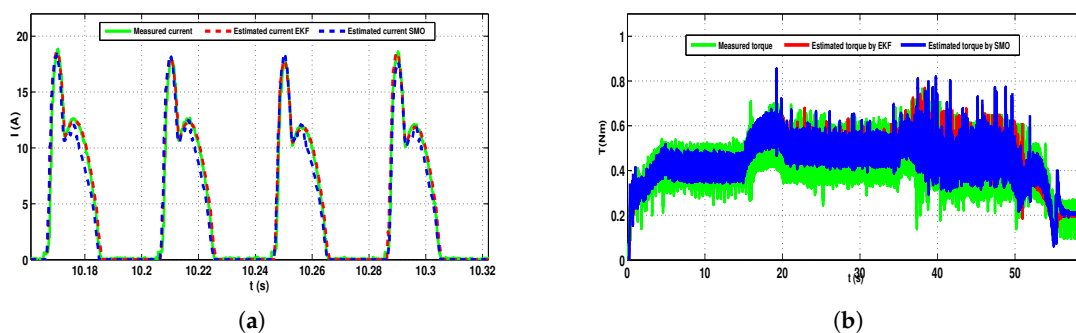 Measured current Estimated current EKF Estimated current SMO
I (A)
20
15
10
5
0
10.18 10.2 10.22 10.24 10.26 10.28 10.3 10.32
t (s)
(a)
Measured torque Estimated torque by EKF Estimated torque by SMO
T(Nm)
1
0.8
0.6
0.4
0.2
0
10 20 30 40 50
t (s)
(b)